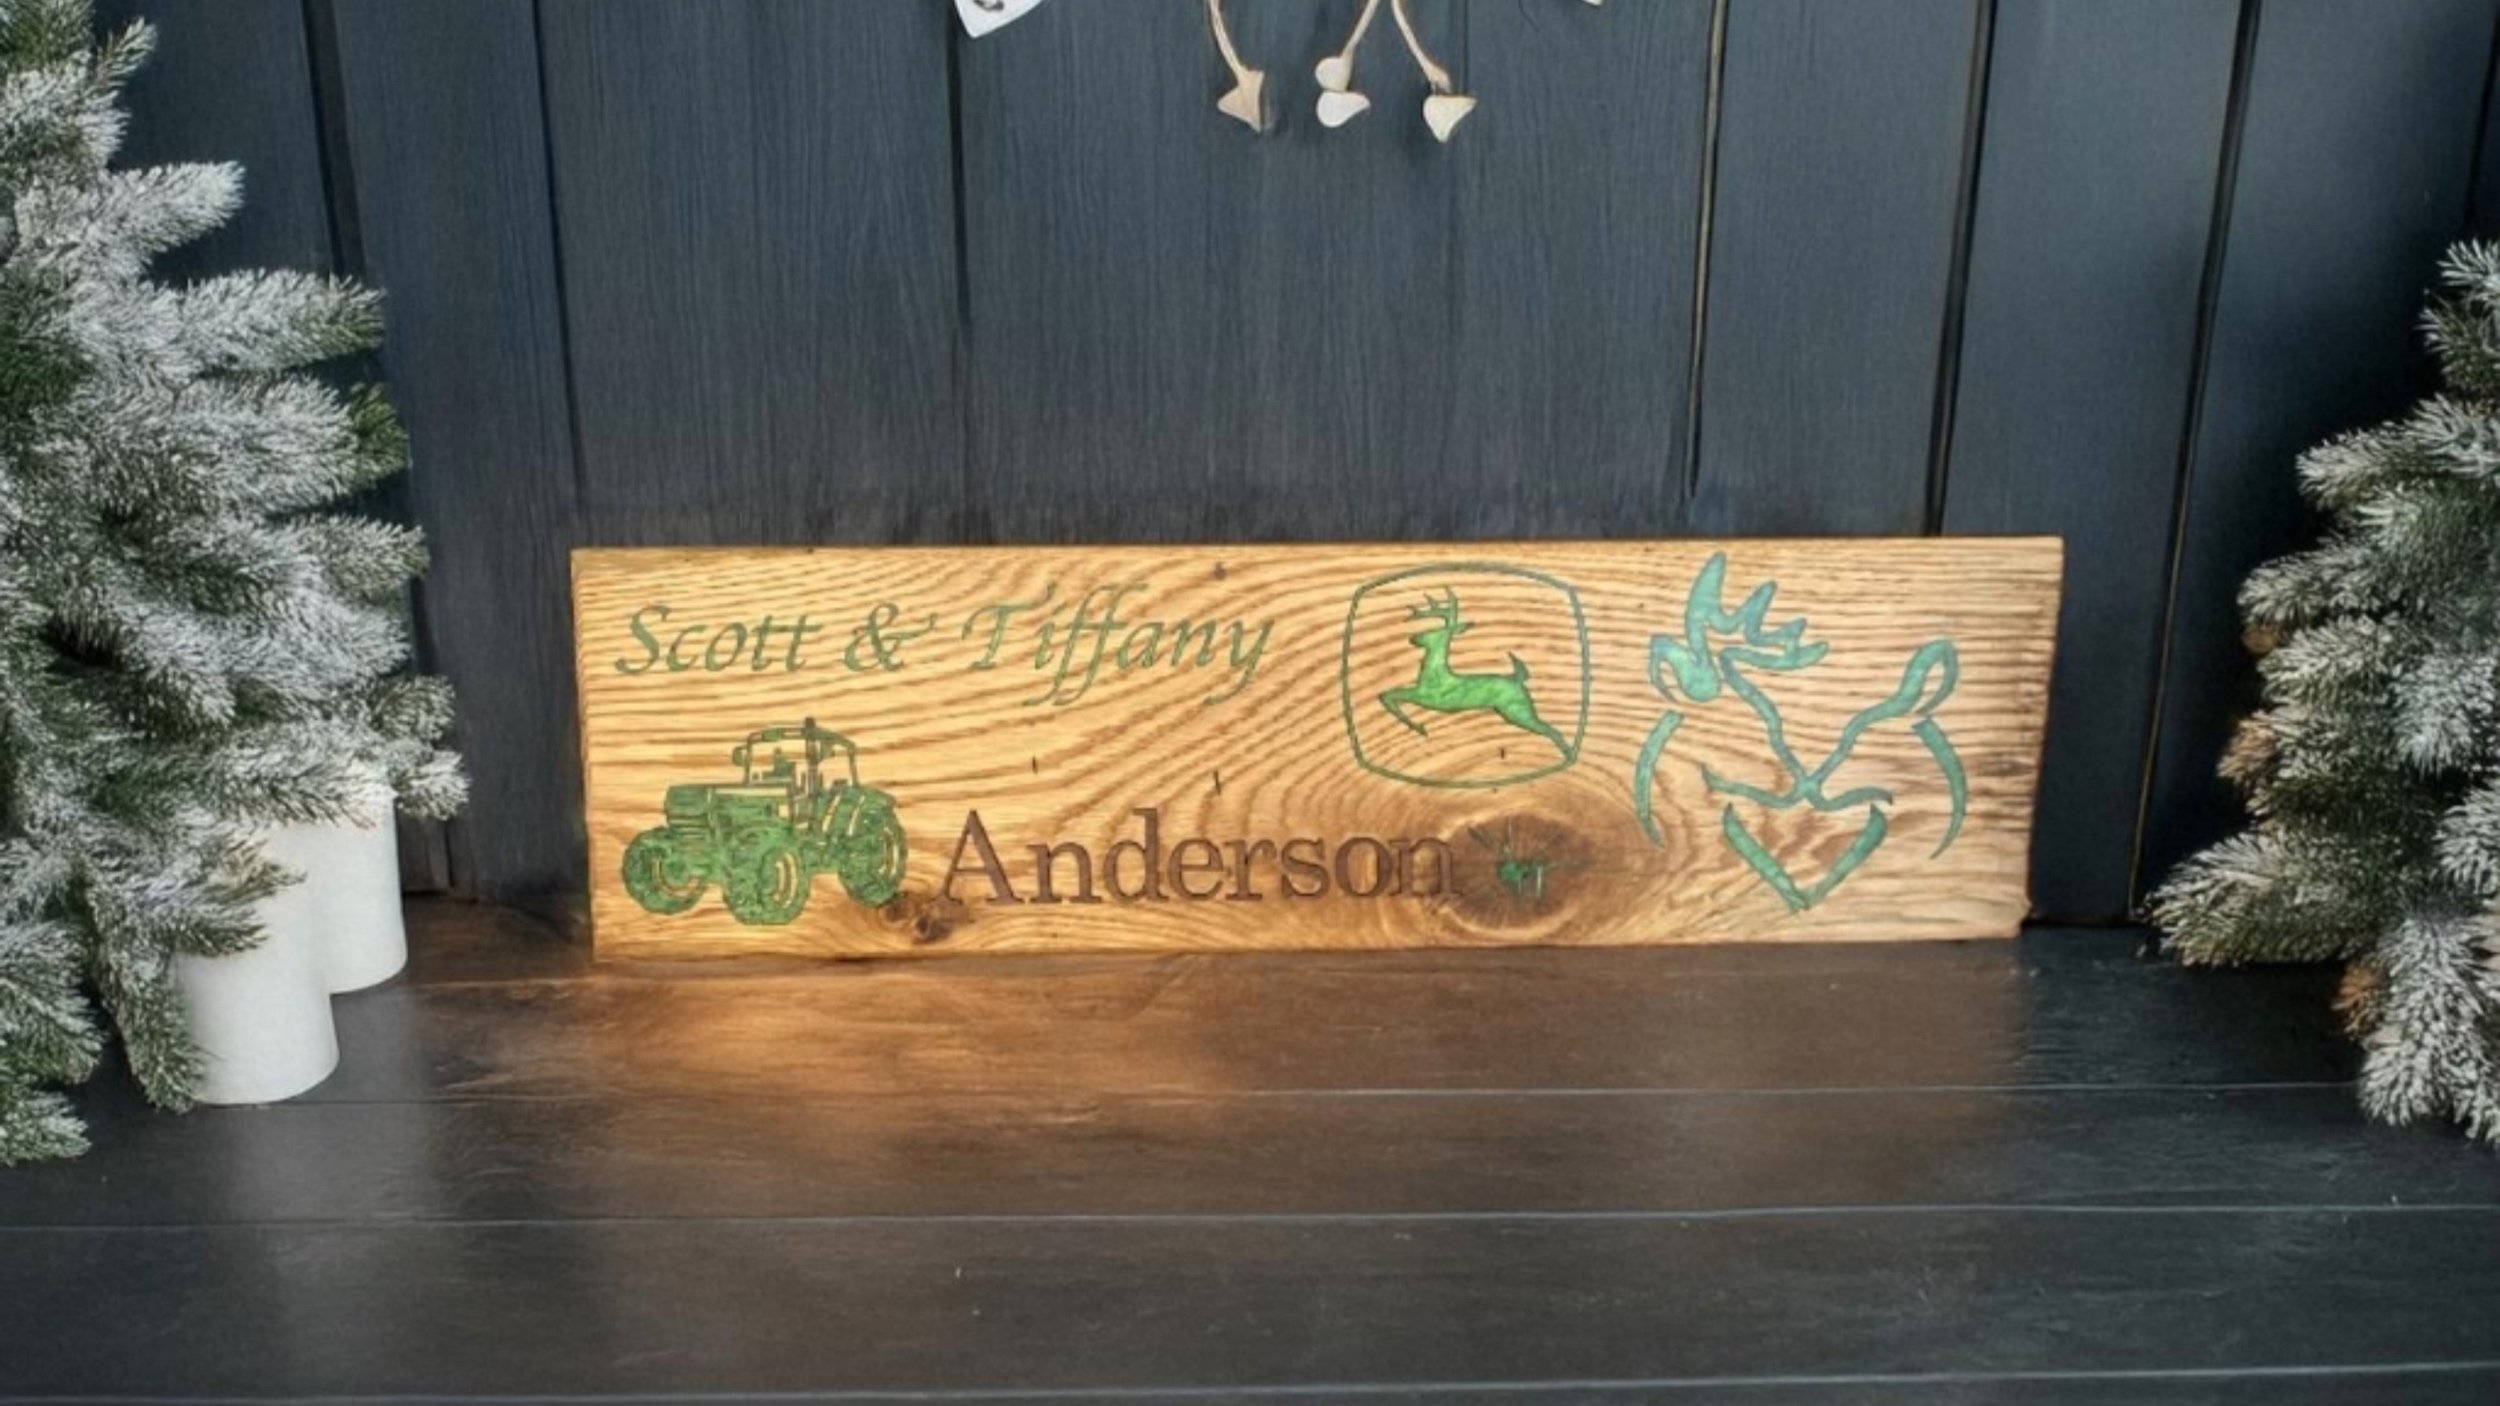 Scott & Tiffany
Anderson